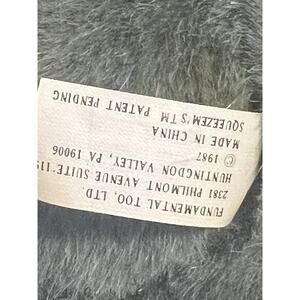 FUNDAMENTAL TOO, LTD.
2381 PHILMONT AVENUE SUITE:119
HUNTINGDON VALLEY, PA 19006
© 1987
MADE IN CHINA
SQUEEZEM'S TM PATENT PENDING